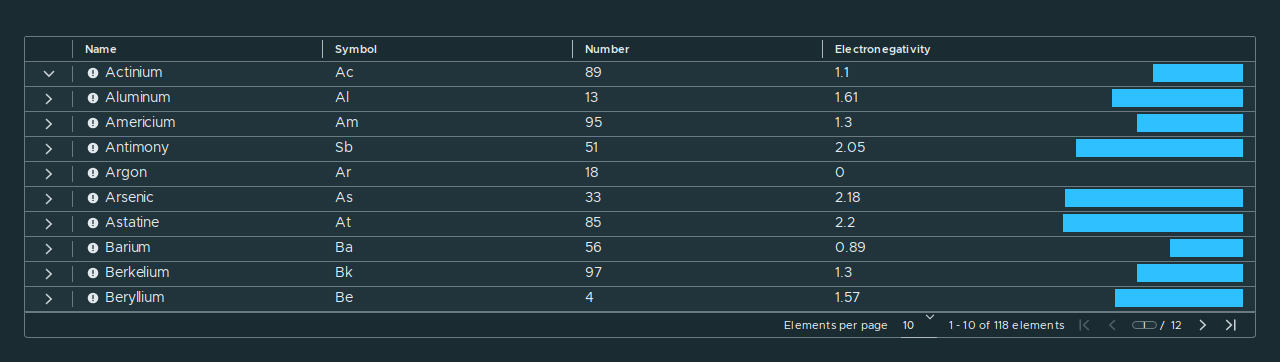 Name Symbol Number Electronegativity
Actinium Ac 89 1.1
Aluminum Al 13 1.61
Americium Am 95 1.3
Antimony Sb 51 2.05
Argon Ar 18 0
Arsenic As 33 2.18
Astatine At 85 2.2
Barium Ba 56 0.89
Berkelium Bk 97 1.3
Beryllium Be 4 1.57
Elements per page 10 1 - 10 of 118 elements 1 / 12